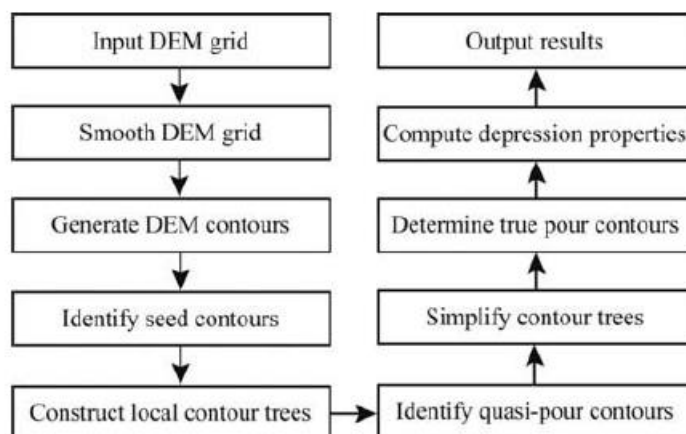 Input DEM grid
Smooth DEM grid
Generate DEM contours
Identify seed contours
Construct local contour trees
Identify quasi-pour contours
Simplify contour trees
Determine true pour contours
Compute depression properties
Output results